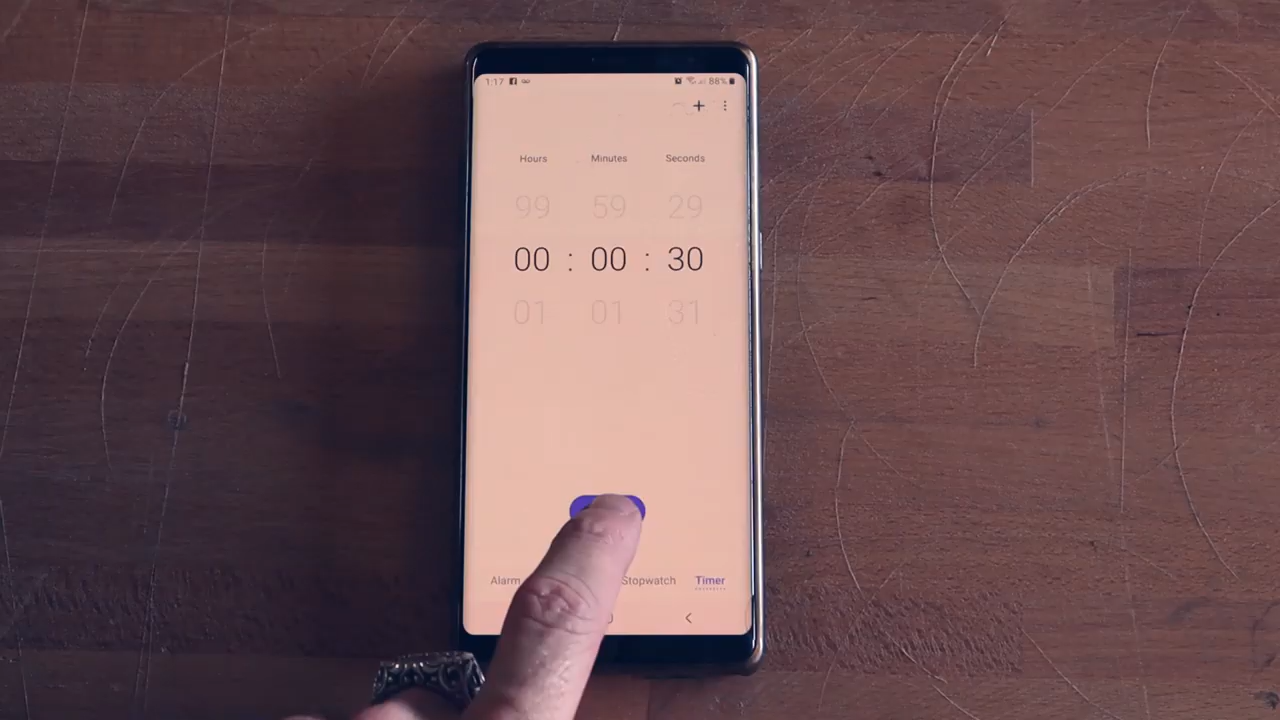 1:17 88%
+
Hours Minutes Seconds
99 59 29
00 : 00 : 30
01 01 31
Alarm Stopwatch Timer